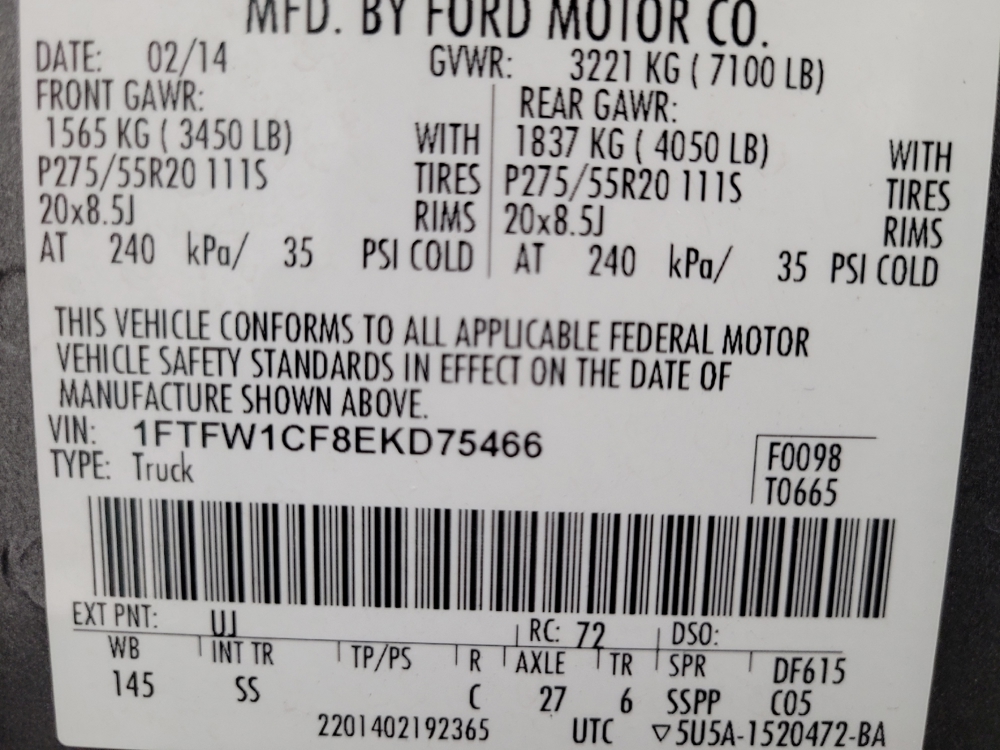 MFD. BY FORD MOTOR CO.
DATE: 02/14 GVWR: 3221 KG ( 7100 LB)
FRONT GAWR: REAR GAWR:
1565 KG ( 3450 LB) WITH 1837 KG ( 4050 LB) WITH
P275/55R20 111S TIRES P275/55R20 111S TIRES
20x8.5J RIMS 20x8.5J RIMS
AT 240 kPa/ 35 PSI COLD AT 240 kPa/ 35 PSI COLD
THIS VEHICLE CONFORMS TO ALL APPLICABLE FEDERAL MOTOR
VEHICLE SAFETY STANDARDS IN EFFECT ON THE DATE OF
MANUFACTURE SHOWN ABOVE.
VIN: 1FTFW1CF8EKD75466
TYPE: Truck
F0098
T0665
EXT PNT: UJ RC: 72 DSO:
WB INT TR TP/PS R AXLE TR SPR DF615
145 SS C 27 6 SSPP C05
2201402192365 UTC ▽5U5A-1520472-BA